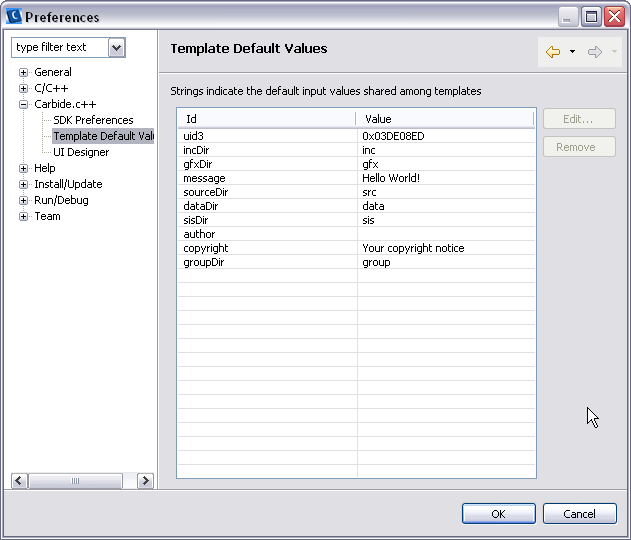 Preferences
type filter text
Template Default Values
General
C/C++
Carbide.c++
SDK Preferences
Template Default Valu
UI Designer
Help
Install/Update
Run/Debug
Team
Strings indicate the default input values shared among templates
Id Value
uid3 0x03DE08ED
incDir inc
gfxDir gfx
message Hello World!
sourceDir src
dataDir data
sisDir sis
author
copyright Your copyright notice
groupDir group
Edit...
Remove
OK Cancel